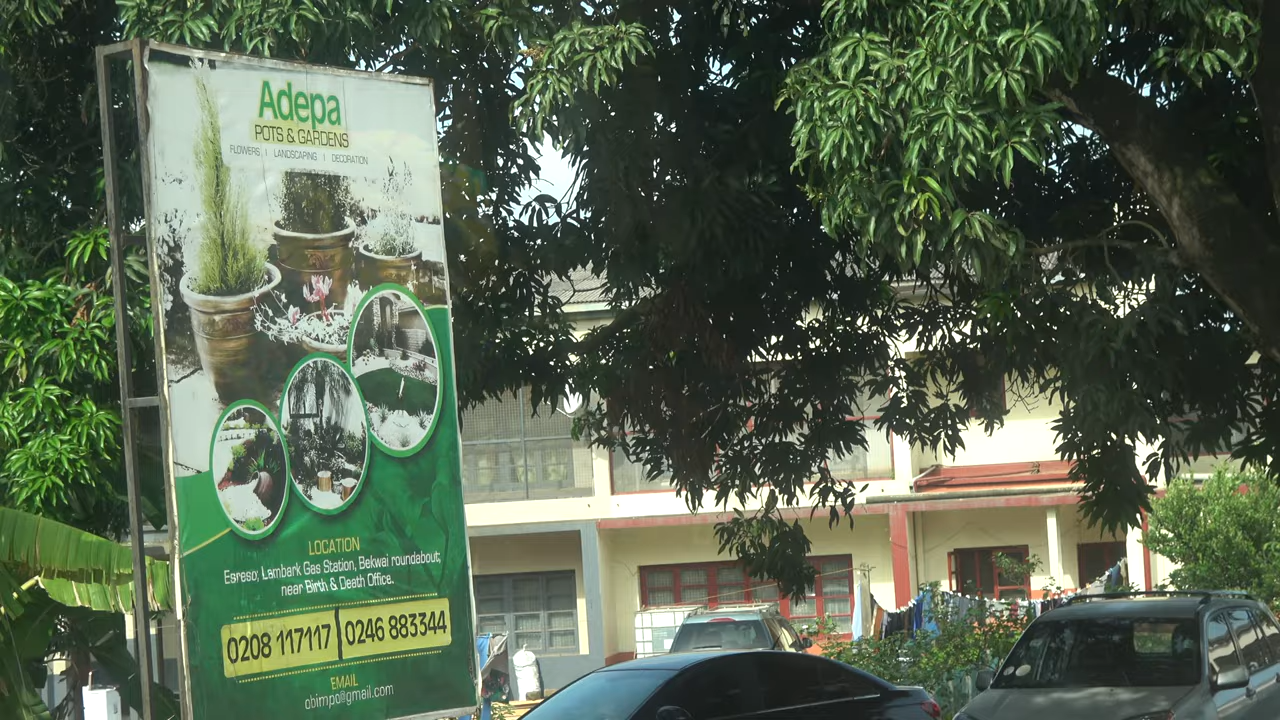 Adepa
POTS & GARDENS
FLOWERS | LANDSCAPING | DECORATION
LOCATION
Esreso; Lambark Gas Station, Bekwai roundabout;
near Birth & Death Office.
0208 117117 0246 883344
EMAIL
obimpo@gmail.com